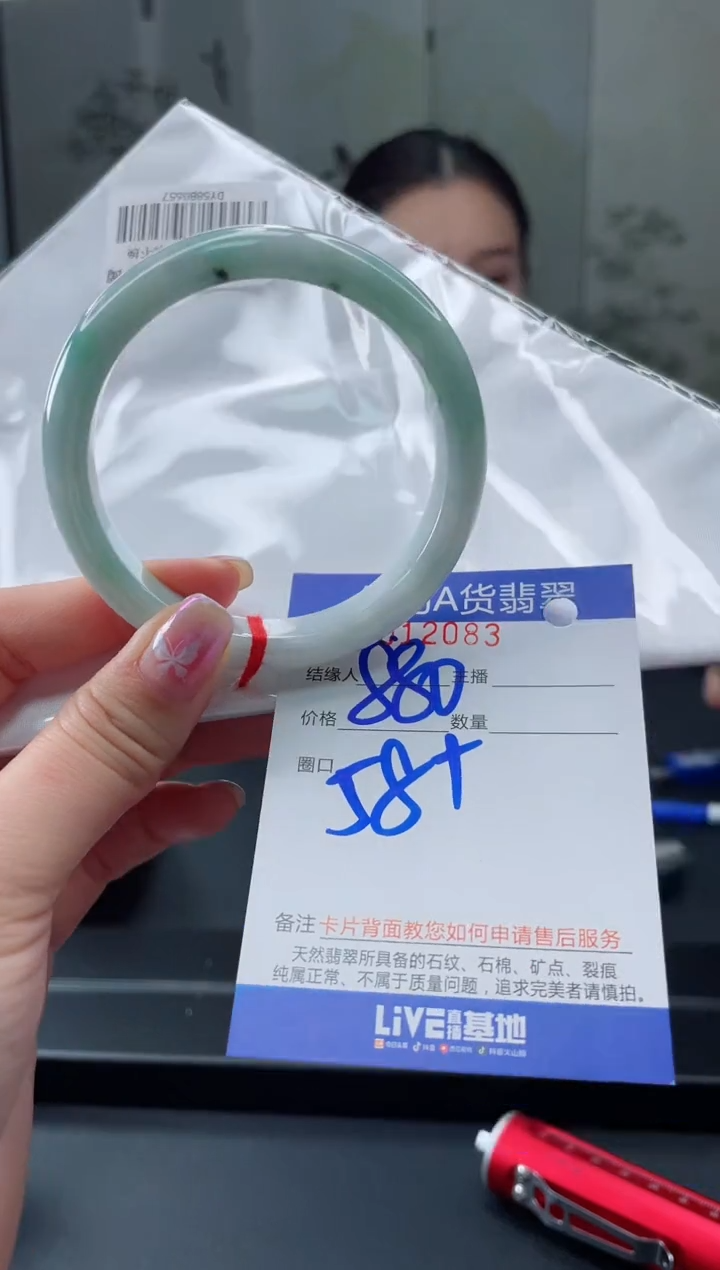 DY5680657
A货翡翠
12083
结缘人 880 主播
价格 数量
圈口 58+
备注 卡片背面教您如何申请售后服务
天然翡翠所具备的石纹、石棉、矿点、裂痕
纯属正常、不属于质量问题，追求完美者请慎拍。
LiVE直播基地